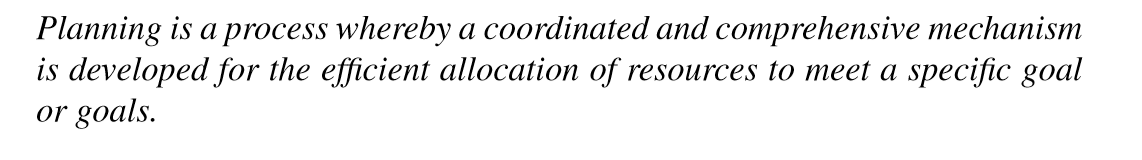 Planning is a process whereby a coordinated and comprehensive mechanism
is developed for the efficient allocation of resources to meet a specific goal
or goals.